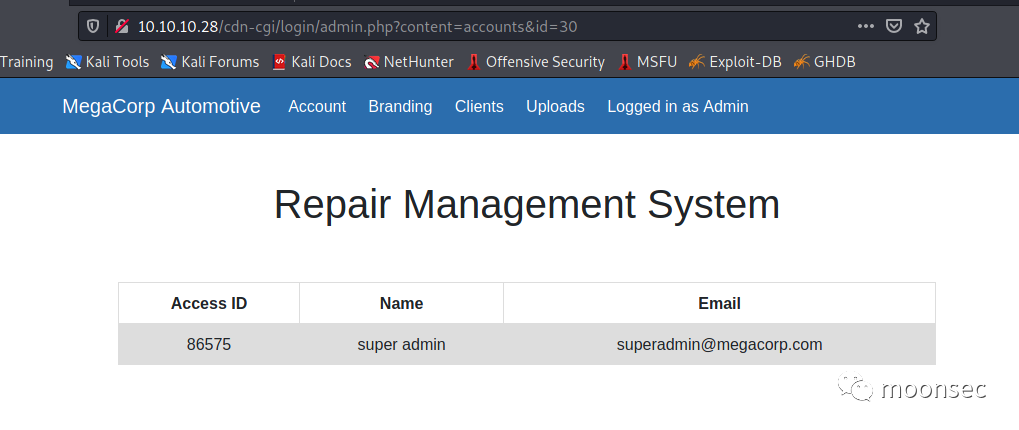 10.10.10.28/cdn-cgi/login/admin.php?content=accounts&id=30
Training Kali Tools Kali Forums Kali Docs NetHunter Offensive Security MSFU Exploit-DB GHDB
MegaCorp Automotive Account Branding Clients Uploads Logged in as Admin
Repair Management System
Access ID Name Email
86575 super admin superadmin@megacorp.com
moonsec